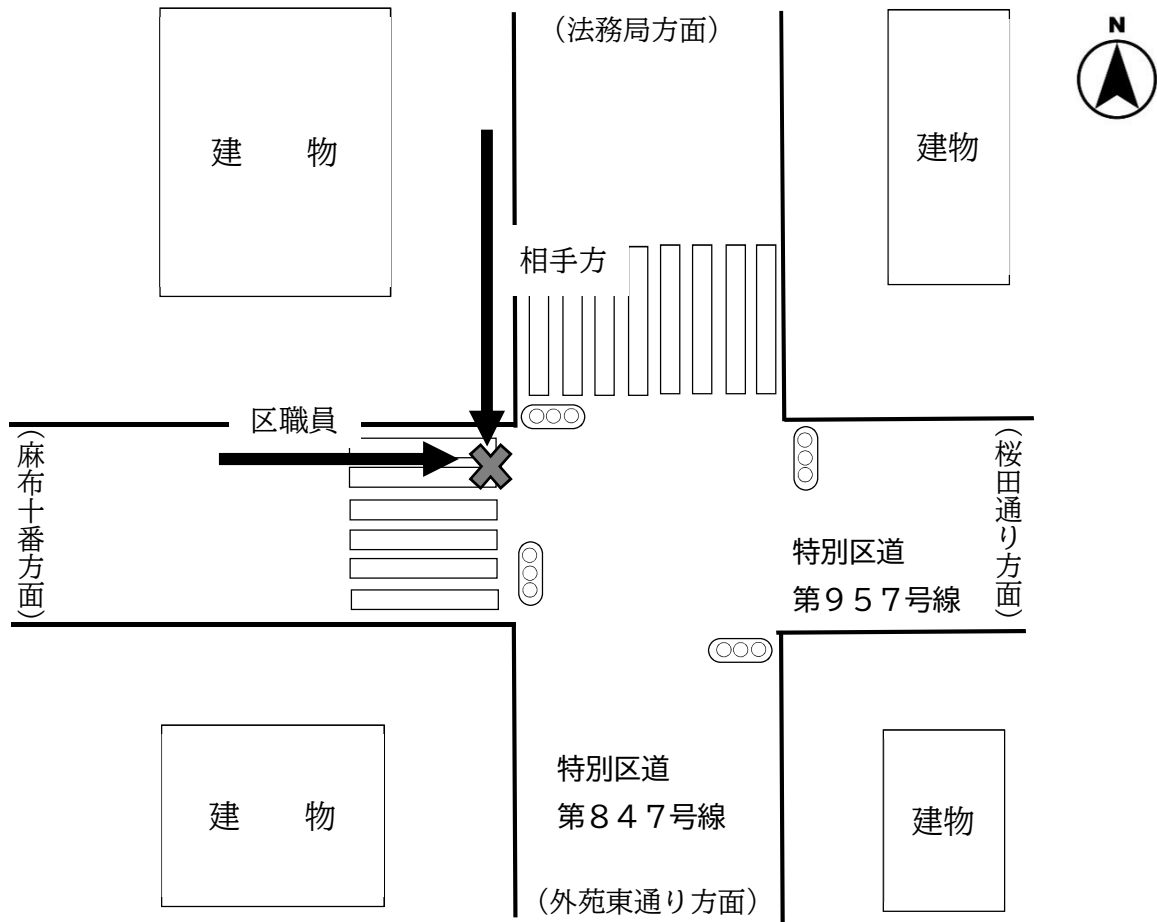 （法務局方面）
N
建　物
建物
相手方
区職員
（麻布十番方面）
（桜田通り方面）
特別区道
第９５７号線
特別区道
第８４７号線
建　物
建物
（外苑東通り方面）